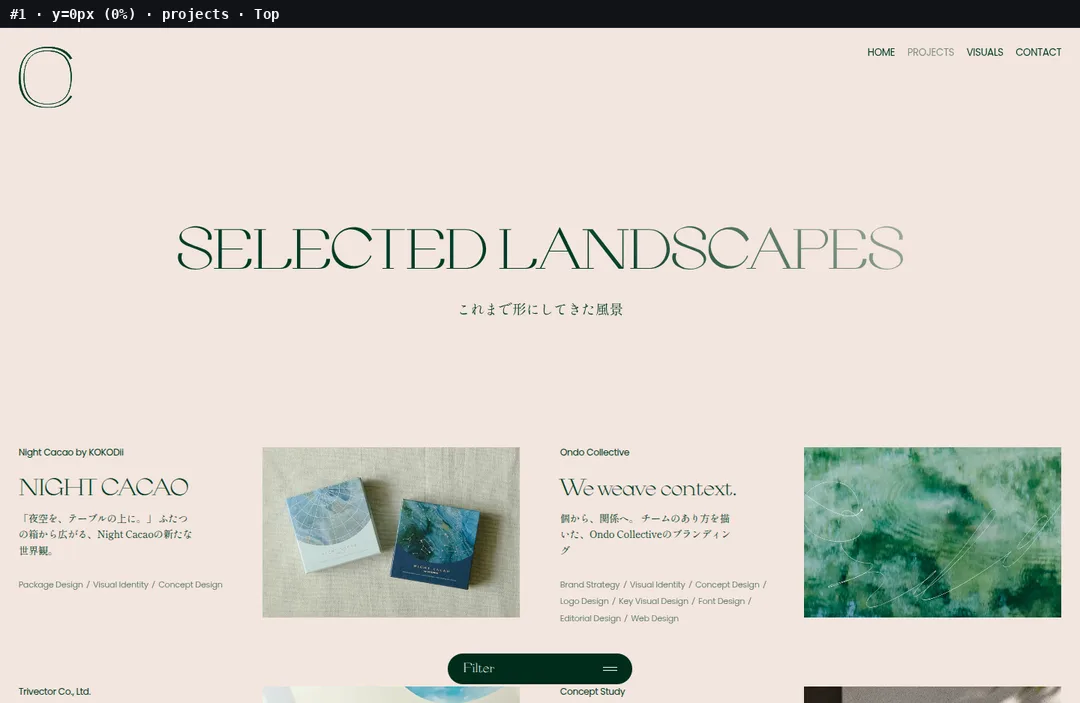 #1 · y=0px (0%) · projects · Top
C
HOME PROJECTS VISUALS CONTACT
SELECTED LANDSCAPES
これまで形にしてきた風景
Night Cacao by KOKODii
NIGHT CACAO
「夜空を、テーブルの上に。」 ふたつ
の箱から広がる、Night Cacaoの新たな
世界観。
Package Design / Visual Identity / Concept Design
NIGHT CACAO
Ondo Collective
We weave context.
個から、関係へ。 チームのあり方を描
いた、Ondo Collectiveのブランディン
グ
Brand Strategy / Visual Identity / Concept Design /
Logo Design / Key Visual Design / Font Design /
Editorial Design / Web Design
Filter
Trivector Co., Ltd.
Concept Study